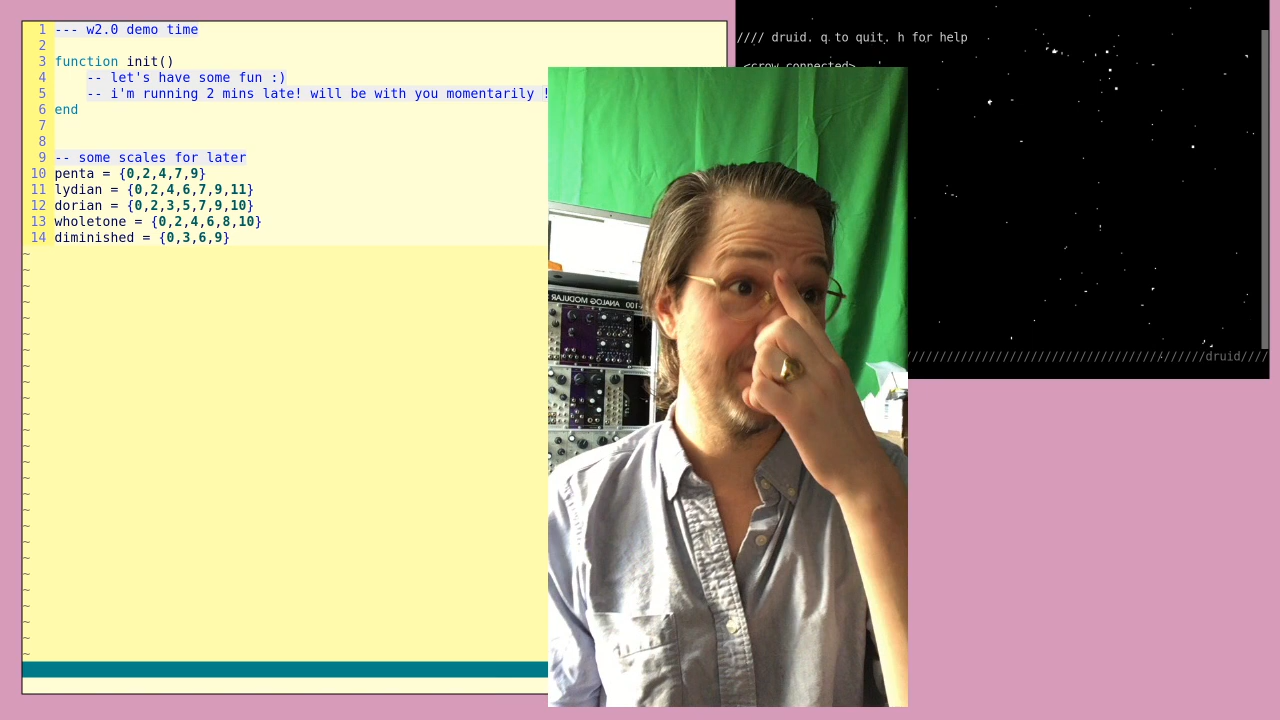 1 --- w2.0 demo time
2
3 function init()
4 -- let's have some fun :)
5 -- i'm running 2 mins late! will be with you momentarily !
6 end
7
8
9 -- some scales for later
10 penta = {0,2,4,7,9}
11 lydian = {0,2,4,6,7,9,11}
12 dorian = {0,2,3,5,7,9,10}
13 wholetone = {0,2,4,6,8,10}
14 diminished = {0,3,6,9}
//// druid. q to quit. h for help
<crow connected>
////////////////////////////////////////druid////
ANALOG MODULAR
-100